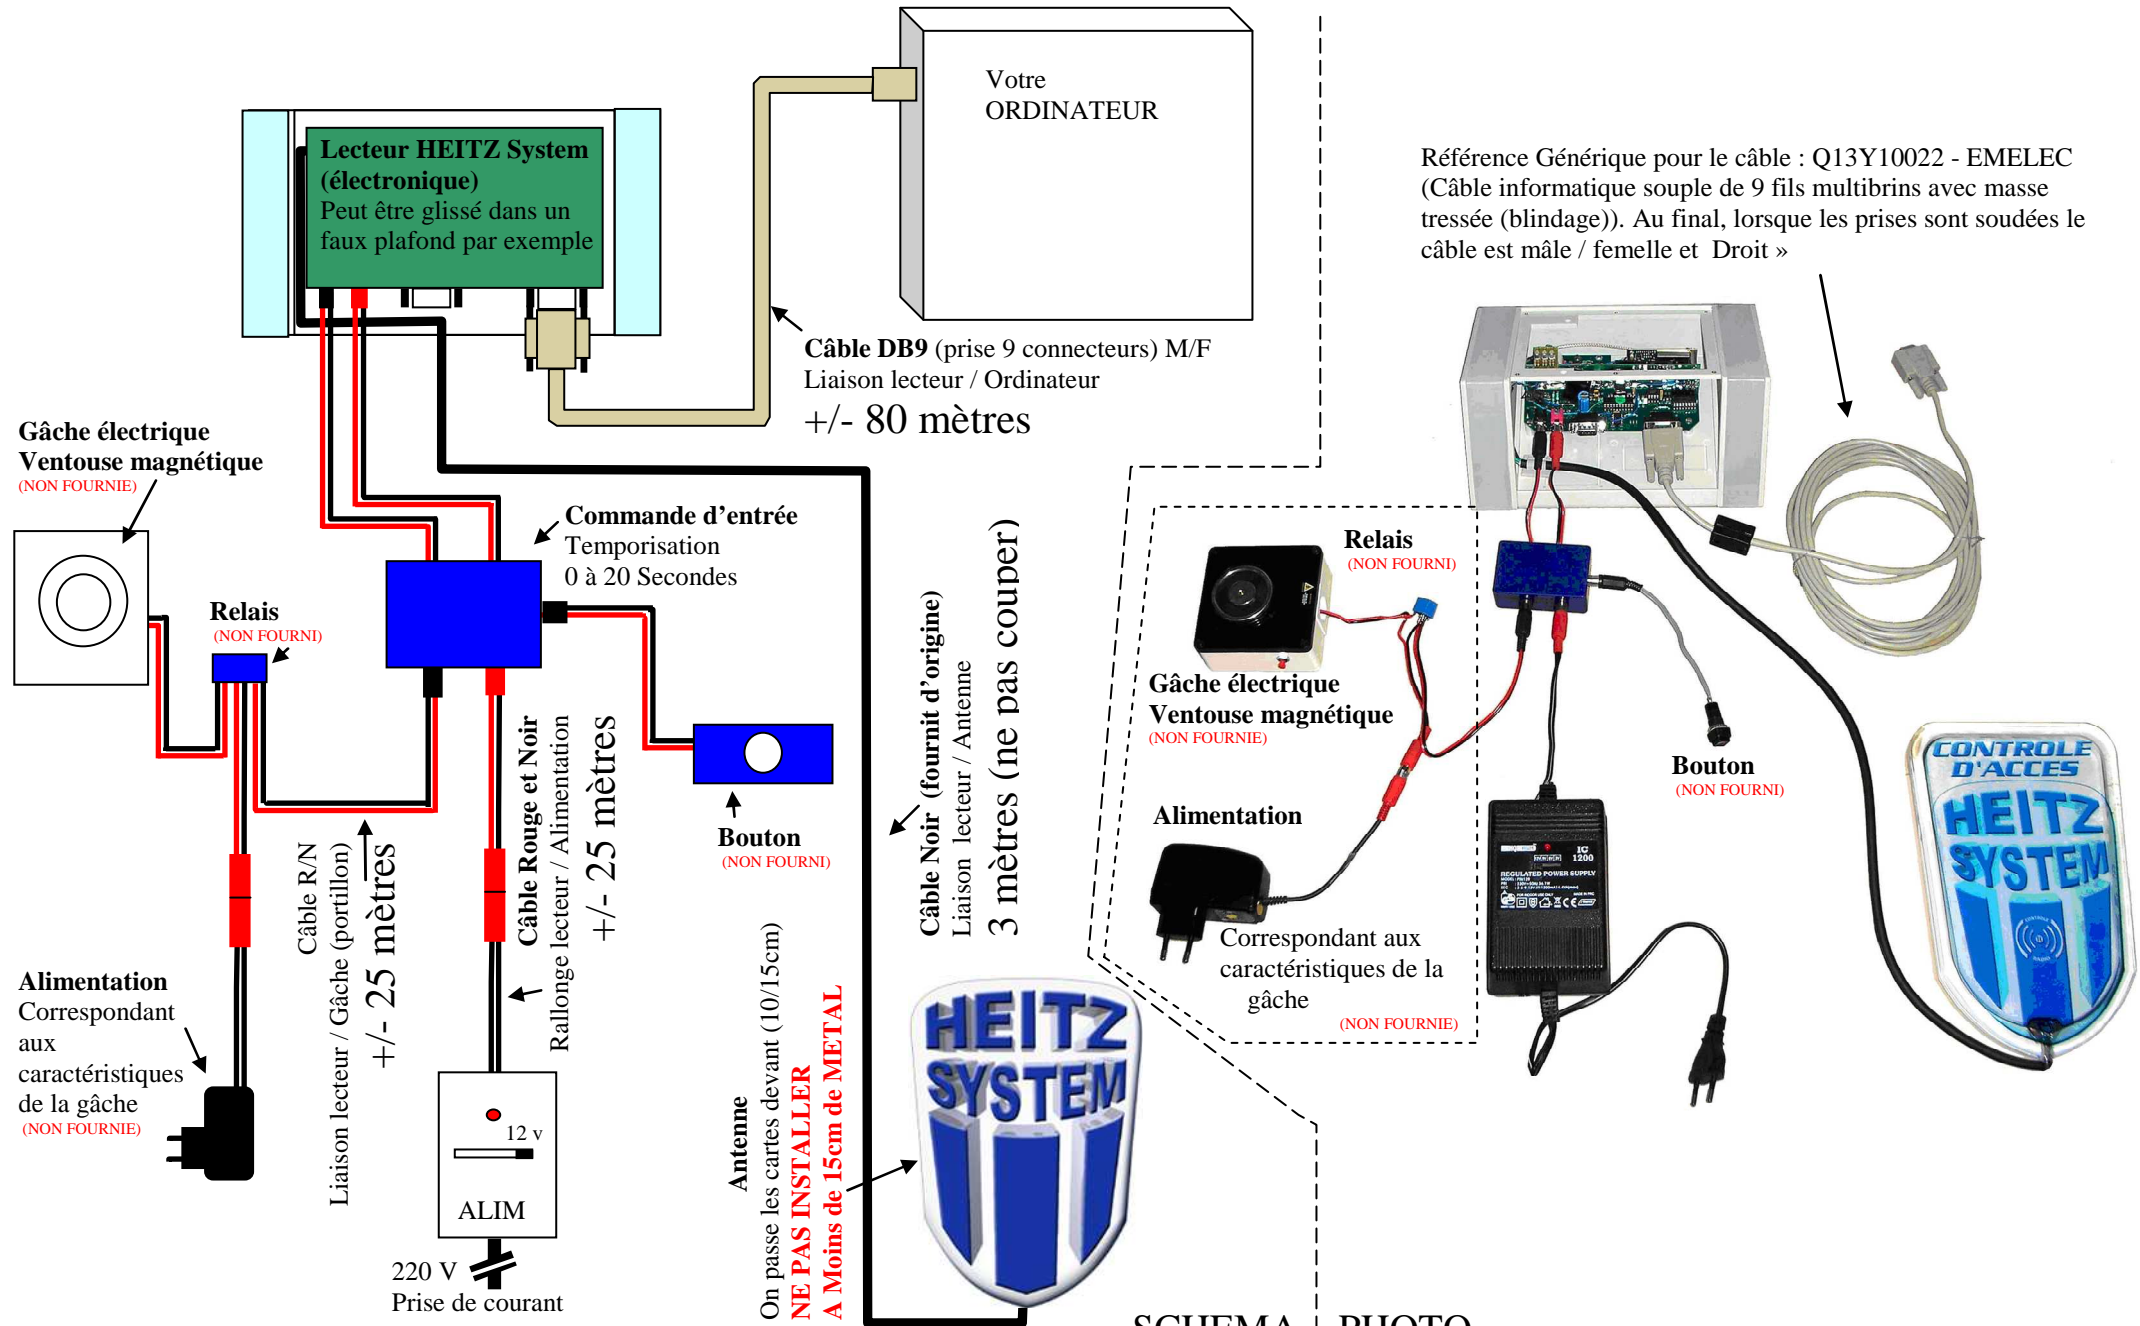 Votre
ORDINATEUR
Lecteur HEITZ System
(électronique)
Peut être glissé dans un
faux plafond par exemple
Référence Générique pour le câble : Q13Y10022 - EMELEC
(Câble informatique souple de 9 fils multibrins avec masse
tressée (blindage)). Au final, lorsque les prises sont soudées le
câble est mâle / femelle et  Droit »
Câble DB9 (prise 9 connecteurs) M/F
Liaison lecteur / Ordinateur
+/- 80 mètres
Gâche électrique
Ventouse magnétique
(NON FOURNIE)
Commande d’entrée
Temporisation
0 à 20 Secondes
Relais
(NON FOURNI)
Bouton
(NON FOURNI)
Câble R/N
Liaison lecteur / Gâche (portillon)
+/- 25 mètres
Câble Rouge et Noir
Rallonge lecteur / Alimentation
+/- 25 mètres
Câble Noir  (fournit d’origine)
Liaison  lecteur / Antenne
3 mètres (ne pas couper)
Alimentation
Correspondant
aux
caractéristiques
de la gâche
(NON FOURNIE)
12 v
ALIM
220 V
Prise de courant
Antenne
On passe les cartes devant (10/15cm)
NE PAS INSTALLER
A Moins de 15cm de METAL
HEITZ
SYSTEM
Relais
(NON FOURNI)
Gâche électrique
Ventouse magnétique
(NON FOURNIE)
Alimentation
Correspondant aux
caractéristiques de la
gâche
(NON FOURNIE)
Bouton
(NON FOURNI)
IC
1200
REGULATED POWER SUPPLY
CONTROLE
D'ACCES
HEITZ
SYSTEM
SCHEMA
PHOTO